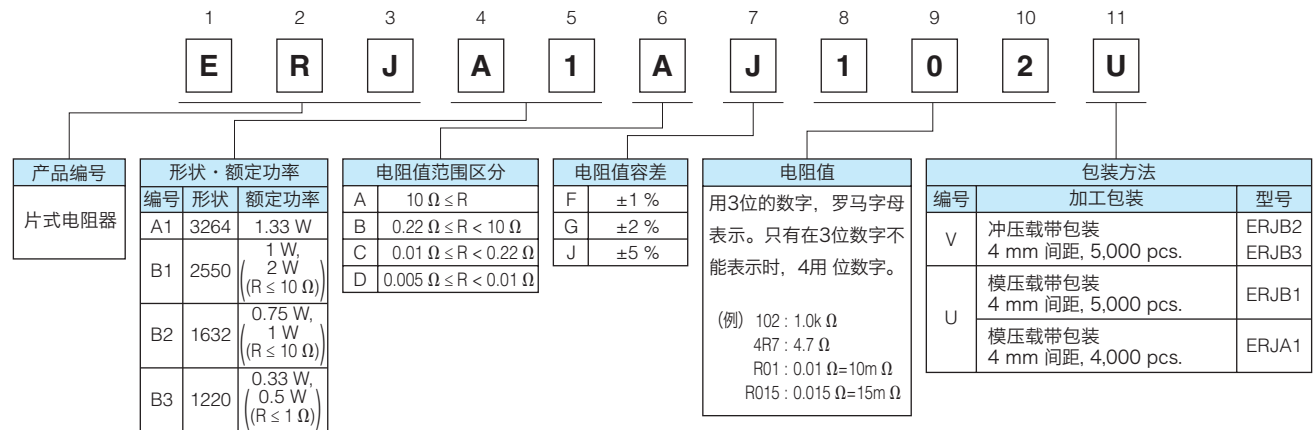 1 2 3 4 5 6 7 8 9 10 11
E R J A 1 A J 1 0 2 U
产品编号
片式电阻器
形状・额定功率
编号 形状 额定功率
A1 3264 1.33 W
B1 2550 1 W,
2 W
(R ≤ 10 Ω)
B2 1632 0.75 W,
1 W
(R ≤ 10 Ω)
B3 1220 0.33 W,
0.5 W
(R ≤ 1 Ω)
电阻值范围区分
A 10 Ω ≤ R
B 0.22 Ω ≤ R < 10 Ω
C 0.01 Ω ≤ R < 0.22 Ω
D 0.005 Ω ≤ R < 0.01 Ω
电阻值容差
F ±1 %
G ±2 %
J ±5 %
电阻值
用3位的数字，罗马字母
表示。只有在3位数字不
能表示时，4用 位数字。
(例) 102 : 1.0k Ω
4R7 : 4.7 Ω
R01 : 0.01 Ω=10m Ω
R015 : 0.015 Ω=15m Ω
包装方法
编号 加工包装 型号
V 冲压载带包装
4 mm 间距, 5,000 pcs.
ERJB2
ERJB3
U 模压载带包装
4 mm 间距, 5,000 pcs.
ERJB1
模压载带包装
4 mm 间距, 4,000 pcs.
ERJA1